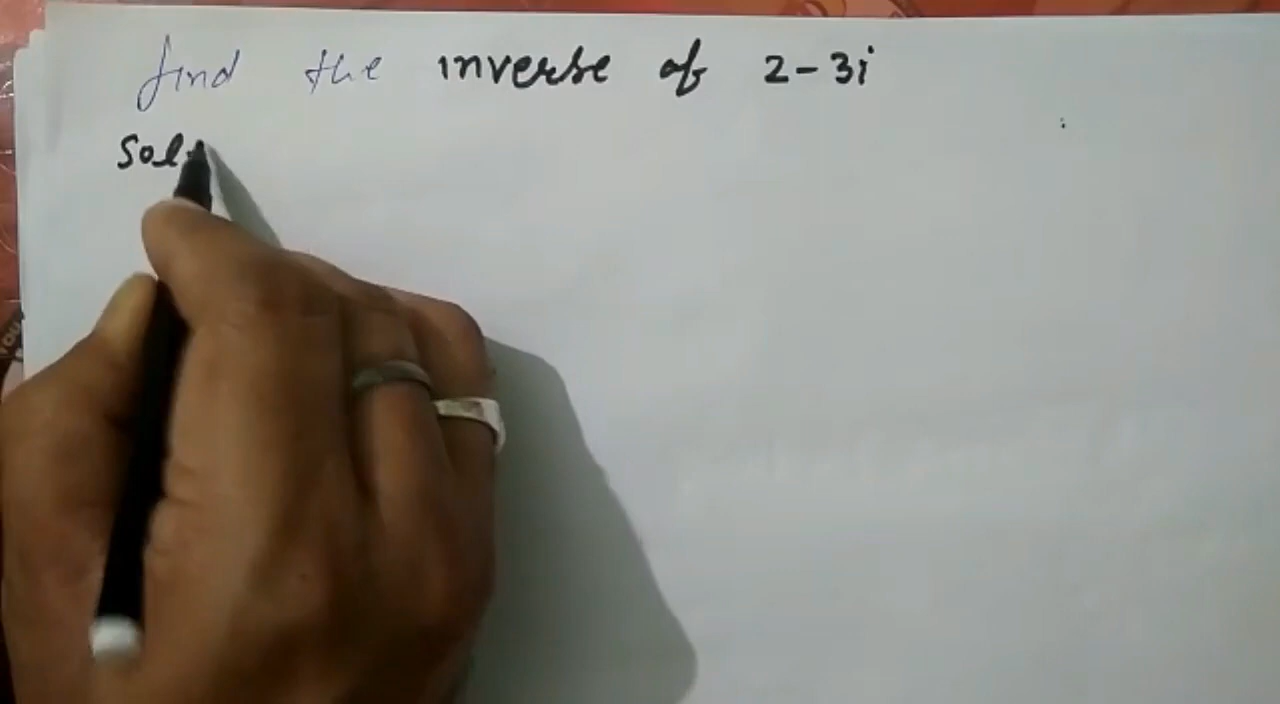 find the inverse of 2-3i
Sol